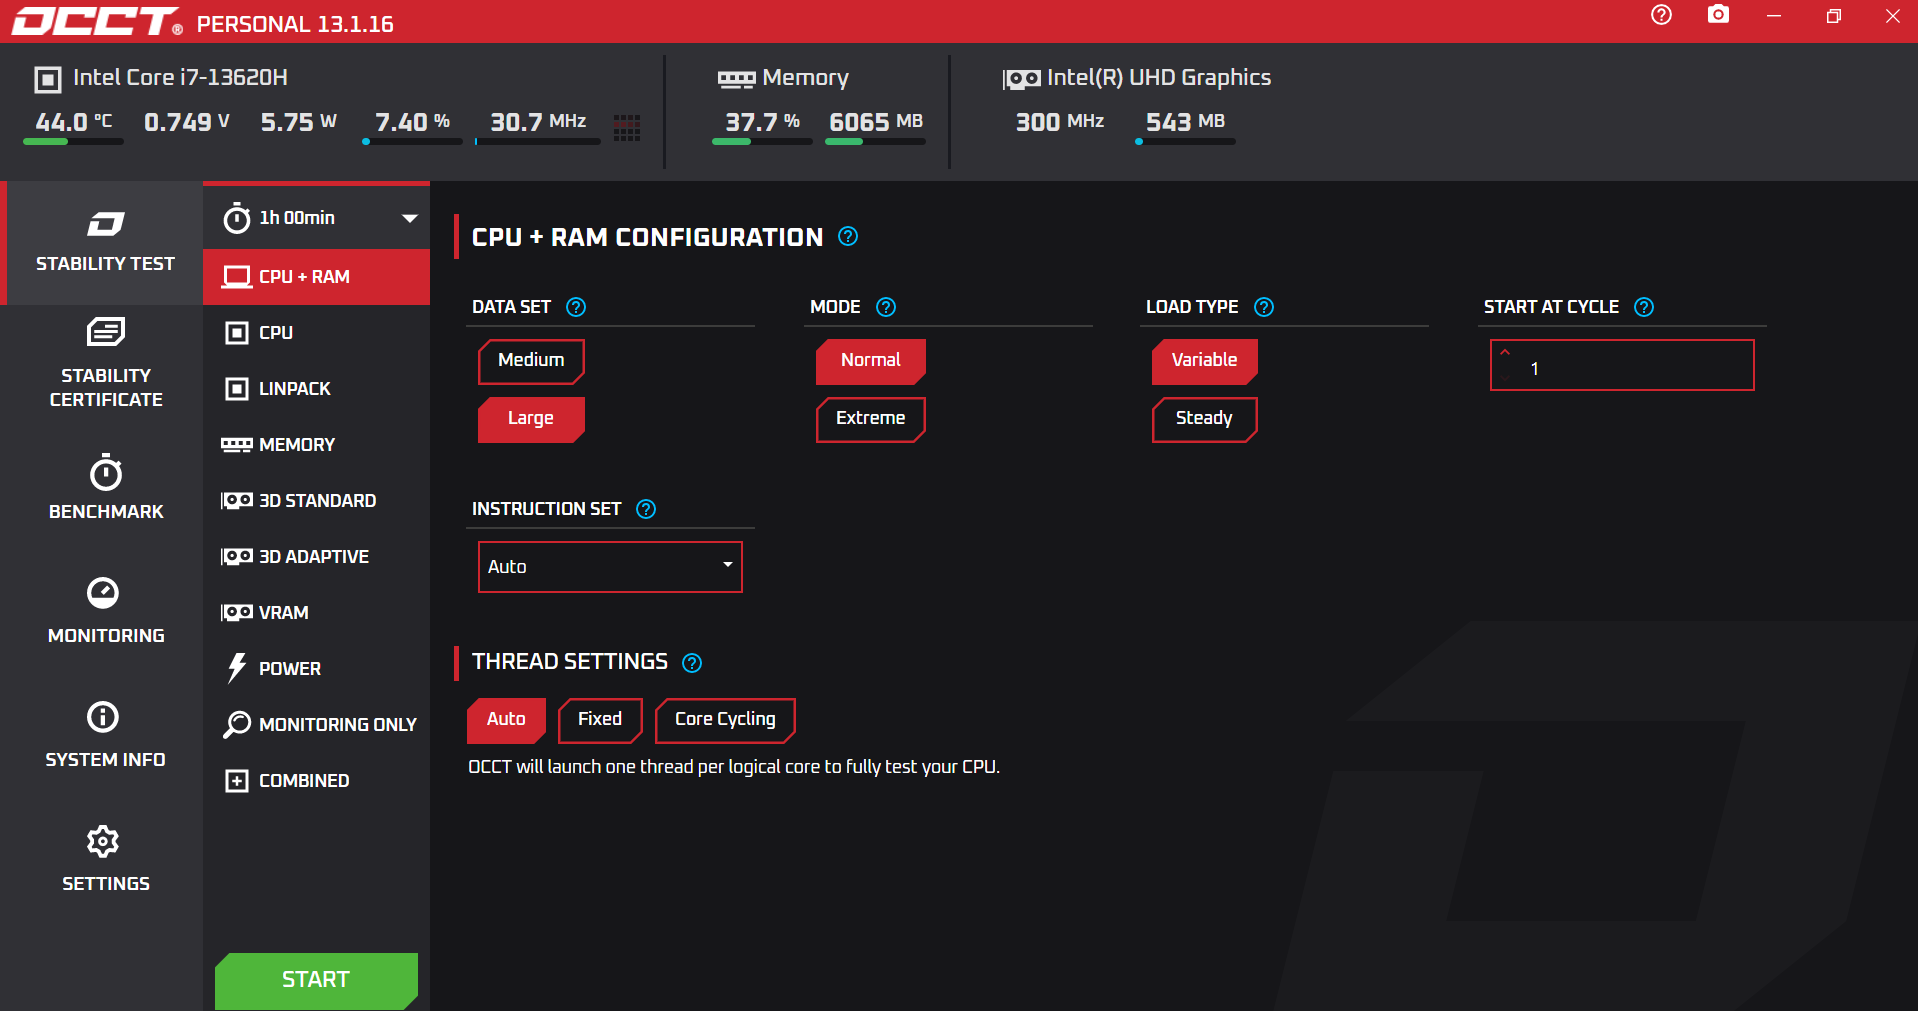 OCCT® PERSONAL 13.1.16
Intel Core i7-13620H
44.0 °C 0.749 V 5.75 W 7.40 % 30.7 MHz
Memory
37.7 % 6065 MB
Intel(R) UHD Graphics
300 MHz 543 MB
STABILITY TEST
STABILITY
CERTIFICATE
BENCHMARK
MONITORING
SYSTEM INFO
SETTINGS
1h 00min
CPU + RAM
CPU
LINPACK
MEMORY
3D STANDARD
3D ADAPTIVE
VRAM
POWER
MONITORING ONLY
COMBINED
START
CPU + RAM CONFIGURATION
DATA SET
Medium
Large
MODE
Normal
Extreme
LOAD TYPE
Variable
Steady
START AT CYCLE
1
INSTRUCTION SET
Auto
THREAD SETTINGS
Auto Fixed Core Cycling
OCCT will launch one thread per logical core to fully test your CPU.